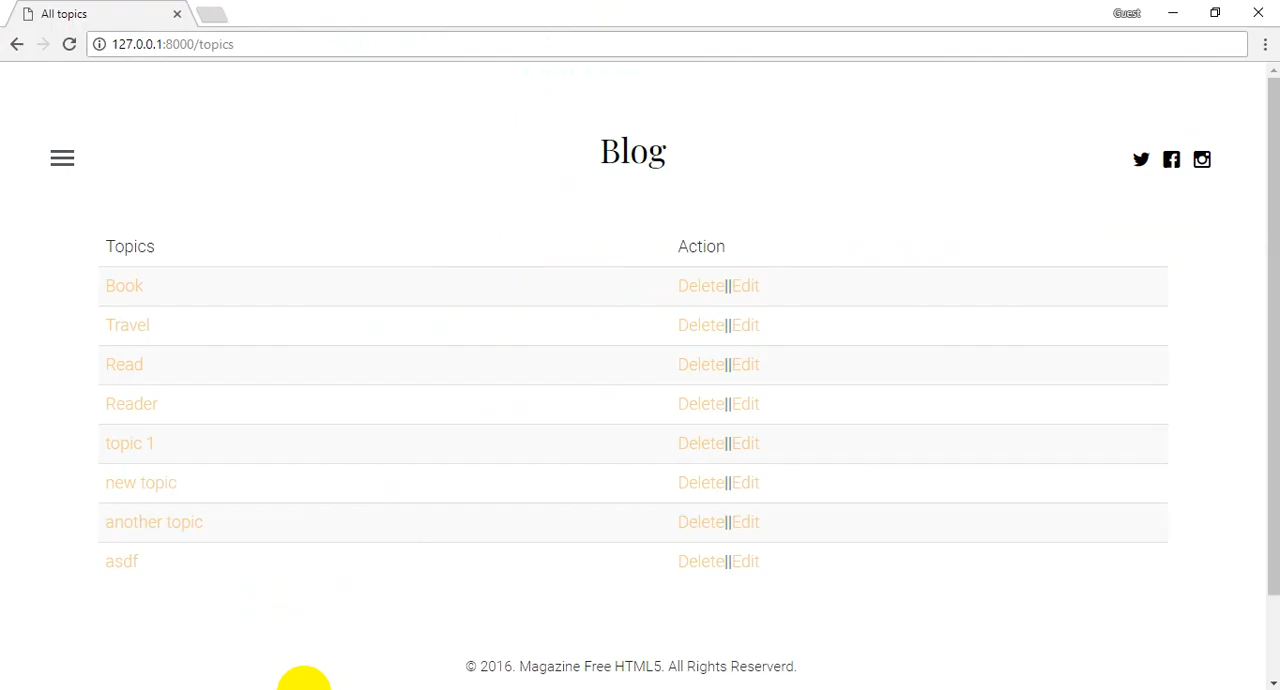 All topics
Guest
127.0.0.1:8000/topics
Blog
Topics Action
Book Delete||Edit
Travel Delete||Edit
Read Delete||Edit
Reader Delete||Edit
topic 1 Delete||Edit
new topic Delete||Edit
another topic Delete||Edit
asdf Delete||Edit
© 2016. Magazine Free HTML5. All Rights Reserverd.